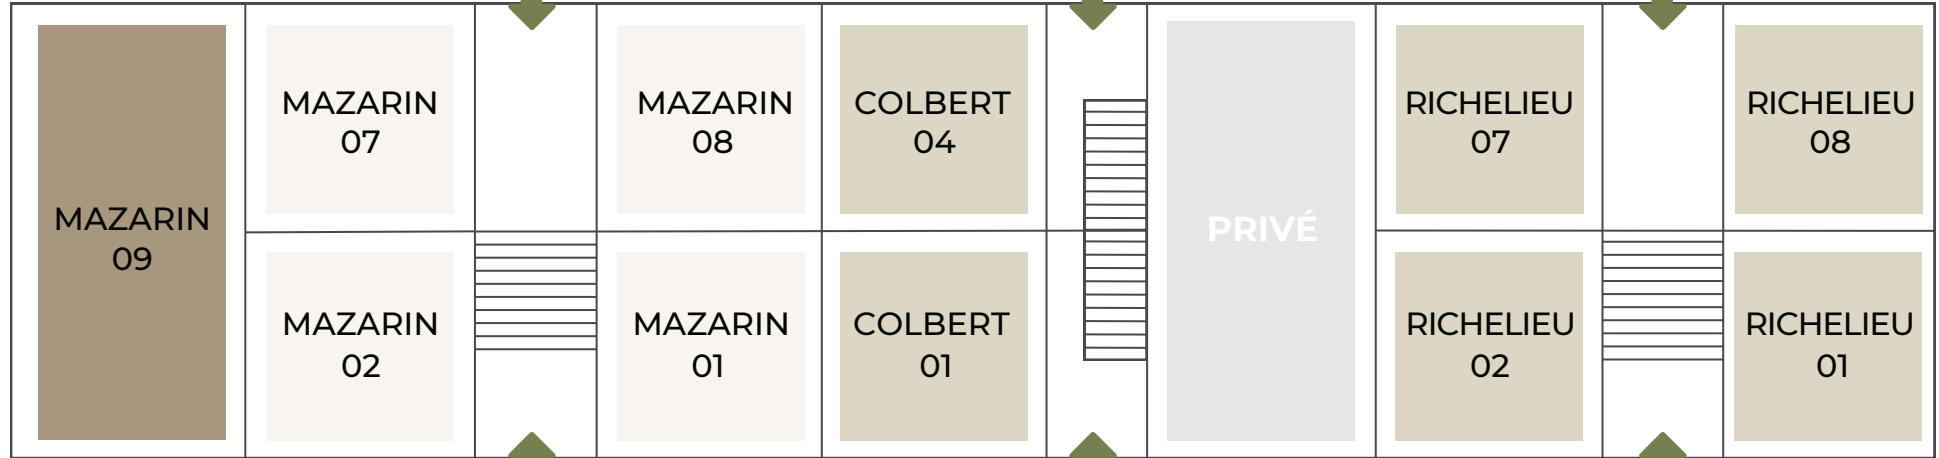 MAZARIN
09
MAZARIN
07
MAZARIN
08
COLBERT
04
PRIVÉ
RICHELIEU
07
RICHELIEU
08
MAZARIN
02
MAZARIN
01
COLBERT
01
RICHELIEU
02
RICHELIEU
01